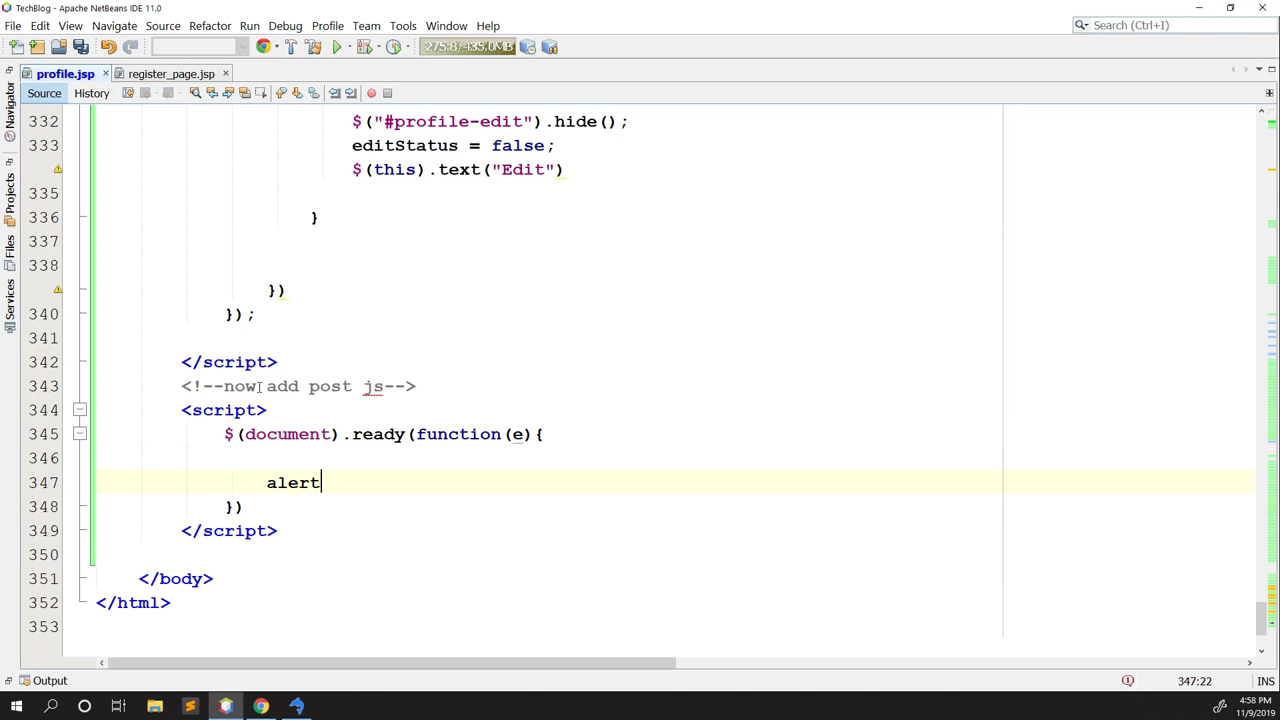 TechBlog - Apache NetBeans IDE 11.0
File Edit View Navigate Source Refactor Run Debug Profile Team Tools Window Help
Search (Ctrl+I)
275.8/435.0MB
profile.jsp register_page.jsp
Source History
Navigator
Projects
Files
Services
332 $("#profile-edit").hide();
333 editStatus = false;
$(this).text("Edit")
335
336 }
337
338
})
340 });
341
342 </script>
343 <!--now add post js-->
344 <script>
345 $(document).ready(function(e){
346
347 alert
348 })
349 </script>
350
351 </body>
352 </html>
353
Output
347:22 INS
4:58 PM
11/9/2019